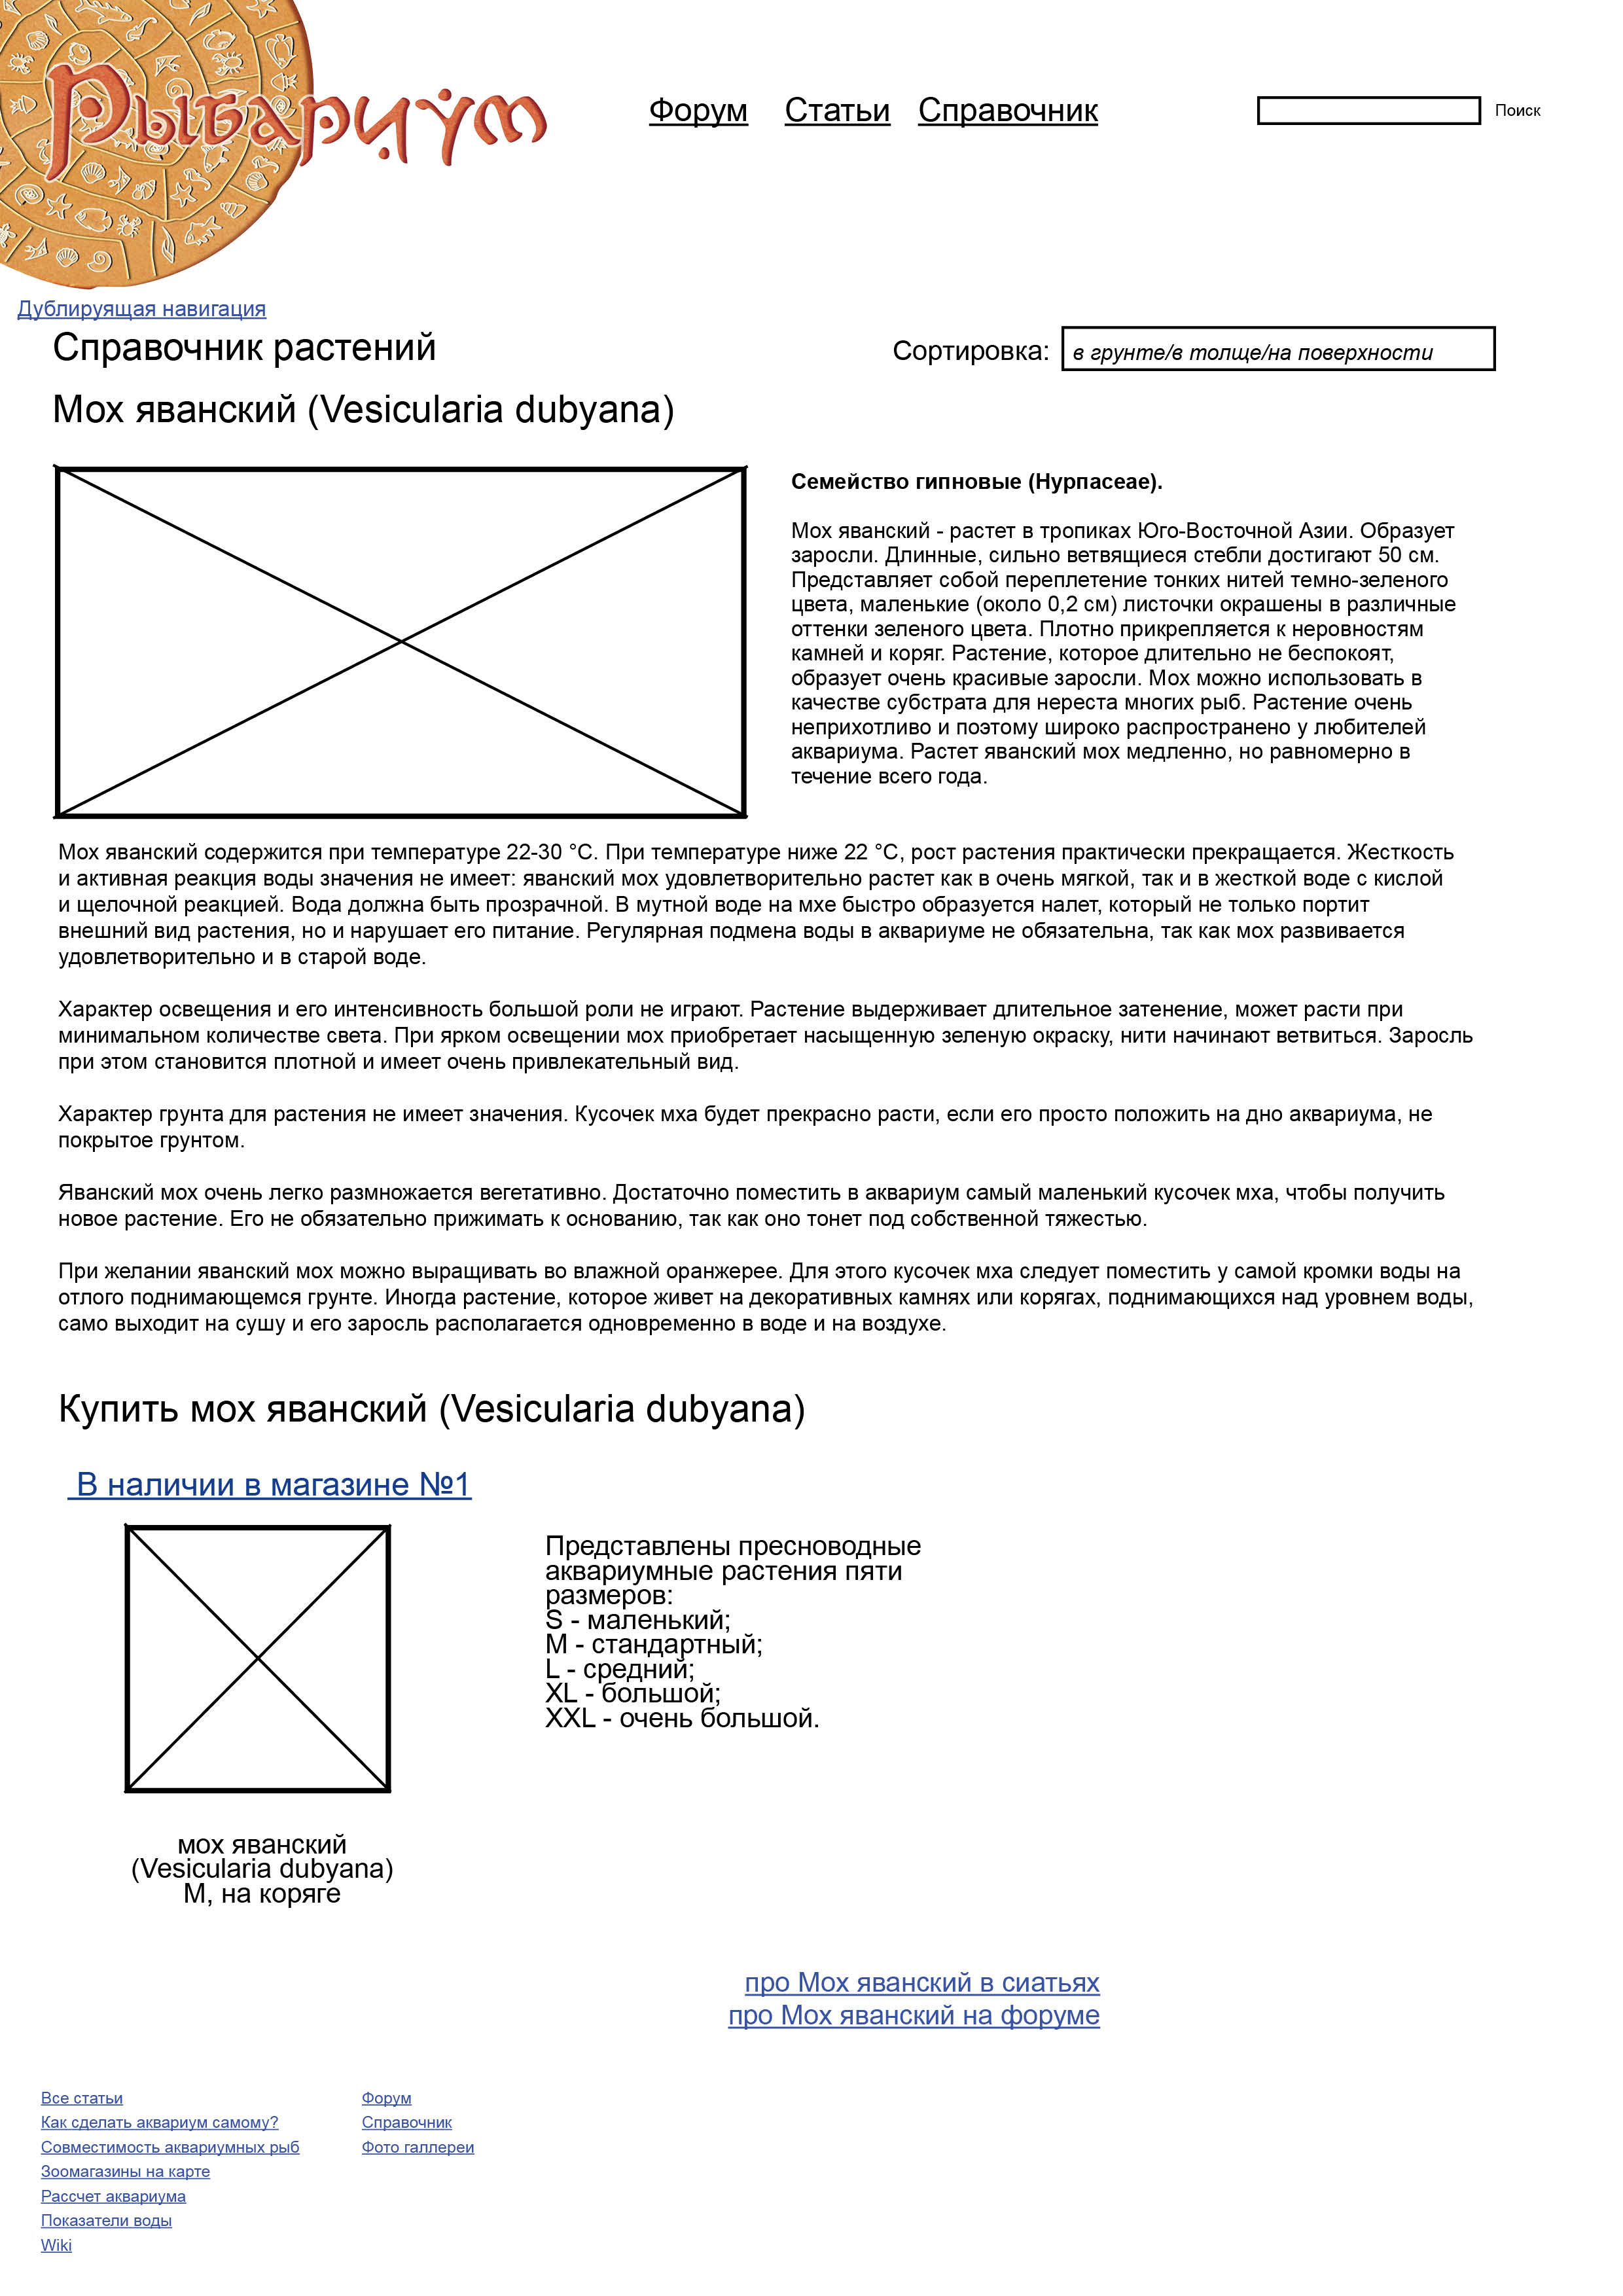 Рыбариум
Форум Статьи Справочник Поиск
Дублируящая навигация
Справочник растений
Сортировка: в грунте/в толще/на поверхности
Мох яванский (Vesicularia dubyana)
Семейство гипновые (Нурпасеае).
Мох яванский - растет в тропиках Юго-Восточной Азии. Образует
заросли. Длинные, сильно ветвящиеся стебли достигают 50 см.
Представляет собой переплетение тонких нитей темно-зеленого
цвета, маленькие (около 0,2 см) листочки окрашены в различные
оттенки зеленого цвета. Плотно прикрепляется к неровностям
камней и коряг. Растение, которое длительно не беспокоят,
образует очень красивые заросли. Мох можно использовать в
качестве субстрата для нереста многих рыб. Растение очень
неприхотливо и поэтому широко распространено у любителей
аквариума. Растет яванский мох медленно, но равномерно в
течение всего года.
Мох яванский содержится при температуре 22-30 °С. При температуре ниже 22 °С, рост растения практически прекращается. Жесткость
и активная реакция воды значения не имеет: яванский мох удовлетворительно растет как в очень мягкой, так и в жесткой воде с кислой
и щелочной реакцией. Вода должна быть прозрачной. В мутной воде на мхе быстро образуется налет, который не только портит
внешний вид растения, но и нарушает его питание. Регулярная подмена воды в аквариуме не обязательна, так как мох развивается
удовлетворительно и в старой воде.
Характер освещения и его интенсивность большой роли не играют. Растение выдерживает длительное затенение, может расти при
минимальном количестве света. При ярком освещении мох приобретает насыщенную зеленую окраску, нити начинают ветвиться. Заросль
при этом становится плотной и имеет очень привлекательный вид.
Характер грунта для растения не имеет значения. Кусочек мха будет прекрасно расти, если его просто положить на дно аквариума, не
покрытое грунтом.
Яванский мох очень легко размножается вегетативно. Достаточно поместить в аквариум самый маленький кусочек мха, чтобы получить
новое растение. Его не обязательно прижимать к основанию, так как оно тонет под собственной тяжестью.
При желании яванский мох можно выращивать во влажной оранжерее. Для этого кусочек мха следует поместить у самой кромки воды на
отлого поднимающемся грунте. Иногда растение, которое живет на декоративных камнях или корягах, поднимающихся над уровнем воды,
само выходит на сушу и его заросль располагается одновременно в воде и на воздухе.
Купить мох яванский (Vesicularia dubyana)
В наличии в магазине №1
Представлены пресноводные
аквариумные растения пяти
размеров:
S - маленький;
M - стандартный;
L - средний;
XL - большой;
XXL - очень большой.
мох яванский
(Vesicularia dubyana)
М, на коряге
про Мох яванский в сиатьях
про Мох яванский на форуме
Все статьи
Как сделать аквариум самому?
Совместимость аквариумных рыб
Зоомагазины на карте
Рассчет аквариума
Показатели воды
Wiki
Форум
Справочник
Фото галлереи